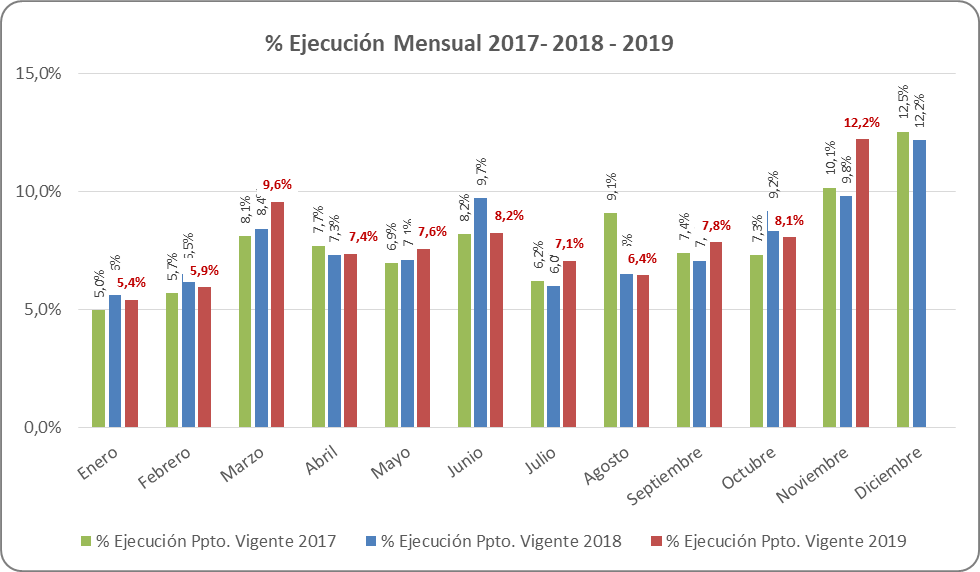 % Ejecución Mensual 2017- 2018 - 2019
15,0%
10,0%
5,0%
0,0%
5,0%
5,4%
5,7%
5,9%
8,1%
9,6%
7,7%
7,3%
7,4%
6,9%
7,1%
7,6%
8,2%
9,7%
8,2%
6,2%
7,1%
9,1%
6,4%
7,4%
7,8%
7,3%
9,2%
8,1%
10,1%
9,8%
12,2%
12,5%
12,2%
Enero
Febrero
Marzo
Abril
Mayo
Junio
Julio
Agosto
Septiembre
Octubre
Noviembre
Diciembre
% Ejecución Ppto. Vigente 2017
% Ejecución Ppto. Vigente 2018
% Ejecución Ppto. Vigente 2019